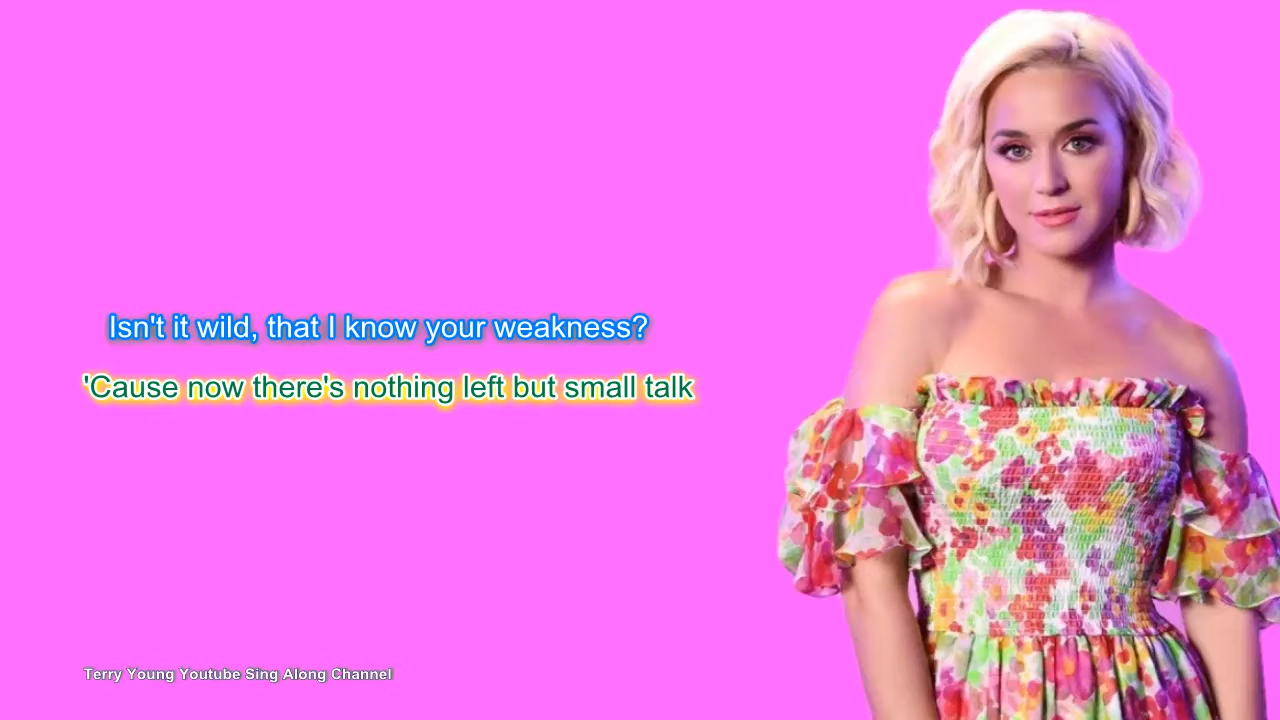 Isn't it wild, that I know your weakness?
'Cause now there's nothing left but small talk
Terry Young Youtube Sing Along Channel